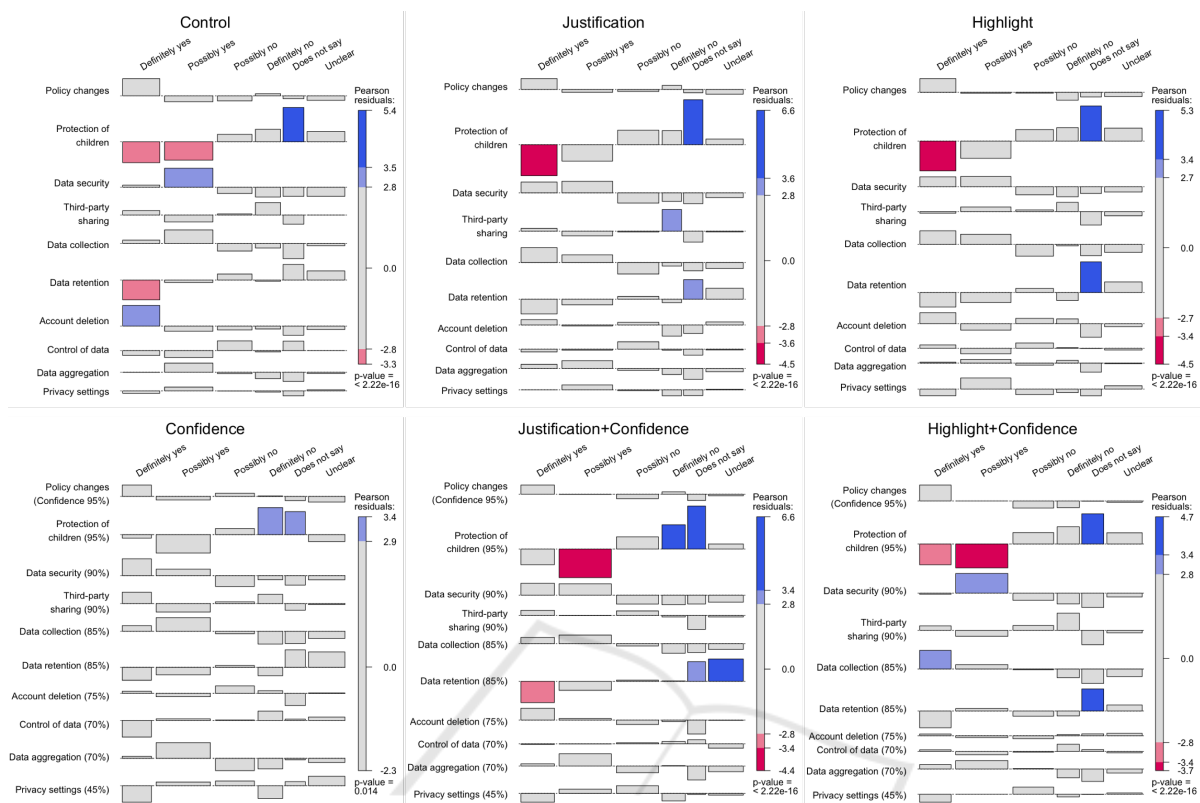 Control
Definitely yes
Possibly yes
Possibly no
Definitely no
Does not say
Unclear
Policy changes
Protection of
children
Data security
Third-party
sharing
Data collection
Data retention
Account deletion
Control of data
Data aggregation
Privacy settings
Pearson
residuals:
5.4
3.5
2.8
0.0
-2.8
-3.3
p-value =
< 2.22e-16
Justification
Definitely yes
Possibly yes
Possibly no
Definitely no
Does not say
Unclear
Policy changes
Protection of
children
Data security
Third-party
sharing
Data collection
Data retention
Account deletion
Control of data
Data aggregation
Privacy settings
Pearson
residuals:
6.6
3.6
2.8
0.0
-2.8
-3.6
-4.5
p-value =
< 2.22e-16
Highlight
Definitely yes
Possibly yes
Possibly no
Definitely no
Does not say
Unclear
Policy changes
Protection of
children
Data security
Third-party
sharing
Data collection
Data retention
Account deletion
Control of data
Data aggregation
Privacy settings
Pearson
residuals:
5.3
3.4
2.7
0.0
-2.7
-3.4
-4.5
p-value =
< 2.22e-16
Confidence
Definitely yes
Possibly yes
Possibly no
Definitely no
Does not say
Unclear
Policy changes
(Confidence 95%)
Protection of
children (95%)
Data security (90%)
Third-party
sharing (90%)
Data collection (85%)
Data retention (85%)
Account deletion (75%)
Control of data (70%)
Data aggregation (70%)
Privacy settings (45%)
Pearson
residuals:
3.4
2.9
0.0
-2.3
p-value =
0.014
Justification+Confidence
Definitely yes
Possibly yes
Possibly no
Definitely no
Does not say
Unclear
Policy changes
(Confidence 95%)
Protection of
children (95%)
Data security (90%)
Third-party
sharing (90%)
Data collection (85%)
Data retention (85%)
Account deletion (75%)
Control of data (70%)
Data aggregation (70%)
Privacy settings (45%)
Pearson
residuals:
6.6
3.4
2.8
0.0
-2.8
-3.4
-4.4
p-value =
< 2.22e-16
Highlight+Confidence
Definitely yes
Possibly yes
Possibly no
Definitely no
Does not say
Unclear
Policy changes
(Confidence 95%)
Protection of
children (95%)
Data security (90%)
Third-party
sharing (90%)
Data collection (85%)
Data retention (85%)
Account deletion (75%)
Control of data (70%)
Data aggregation (70%)
Privacy settings (45%)
Pearson
residuals:
4.7
3.4
2.8
0.0
-2.8
-3.4
-3.7
p-value =
< 2.22e-16